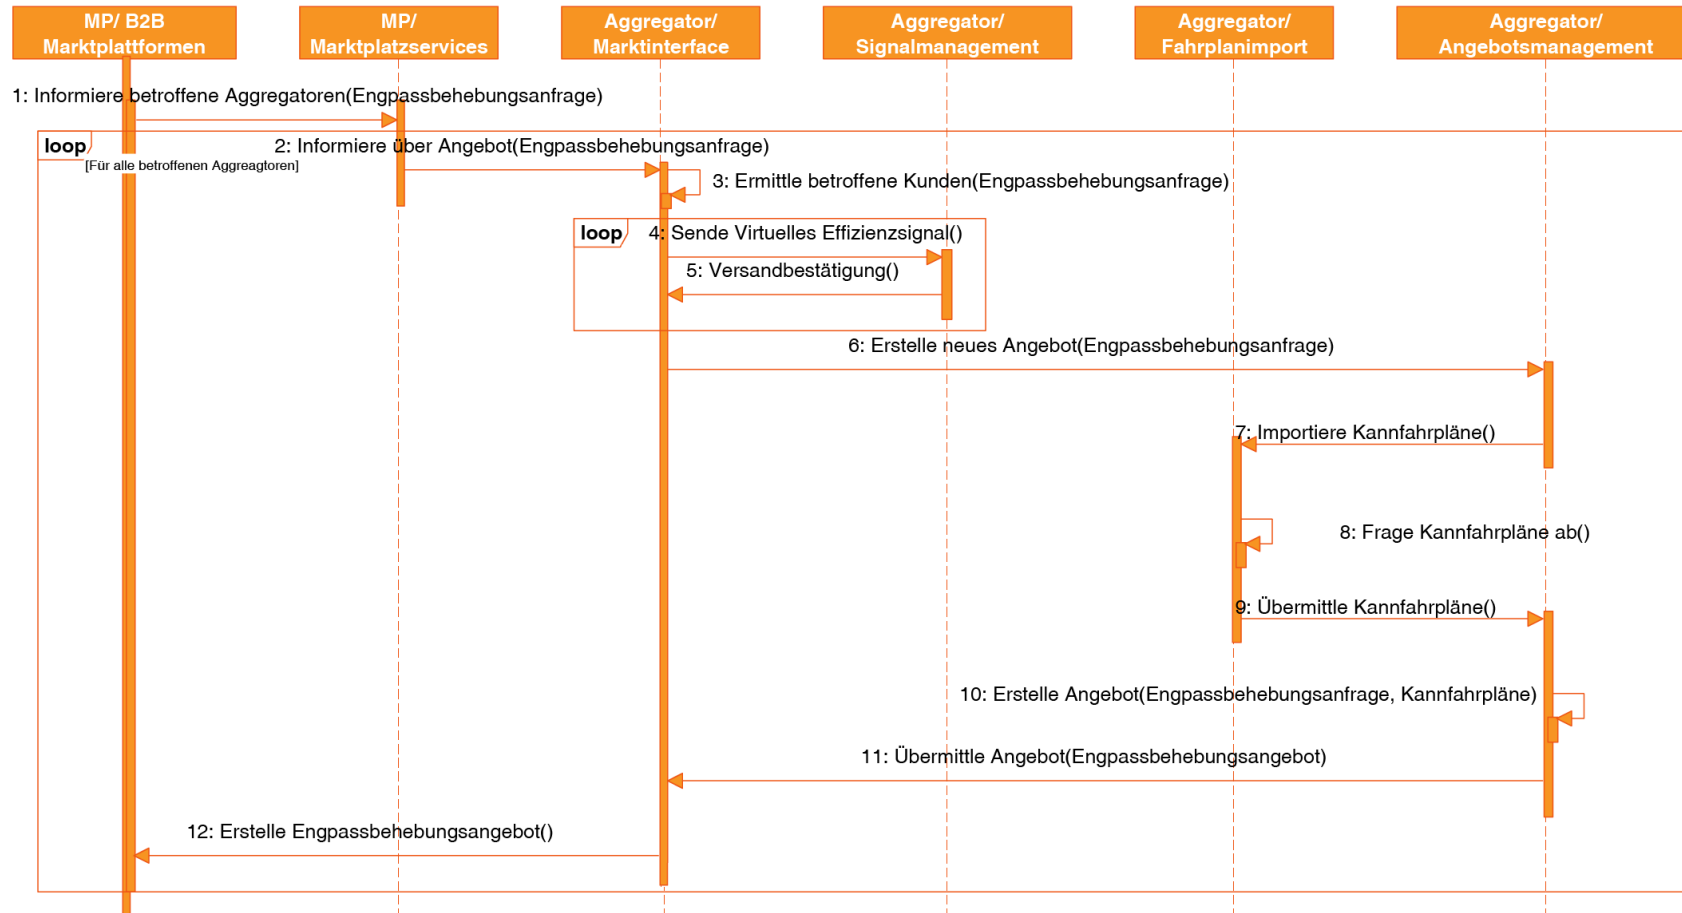 MP/ B2B
Marktplattformen
MP/
Marktplatzservices
Aggregator/
Marktinterface
Aggregator/
Signalmanagement
Aggregator/
Fahrplanimport
Aggregator/
Angebotsmanagement
1: Informiere betroffene Aggregatoren(Engpassbehebungsanfrage)
loop
[Für alle betroffenen Aggreagtoren]
2: Informiere über Angebot(Engpassbehebungsanfrage)
3: Ermittle betroffene Kunden(Engpassbehebungsanfrage)
loop
4: Sende Virtuelles Effizienzsignal()
5: Versandbestätigung()
6: Erstelle neues Angebot(Engpassbehebungsanfrage)
7: Importiere Kannfahrpläne()
8: Frage Kannfahrpläne ab()
9: Übermittle Kannfahrpläne()
10: Erstelle Angebot(Engpassbehebungsanfrage, Kannfahrpläne)
11: Übermittle Angebot(Engpassbehebungsangebot)
12: Erstelle Engpassbehebungsangebot()